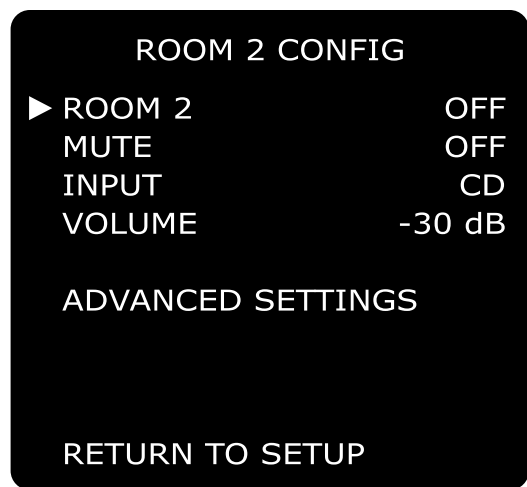 ROOM 2 CONFIG
ROOM 2 OFF
MUTE OFF
INPUT CD
VOLUME -30 dB
ADVANCED SETTINGS
RETURN TO SETUP